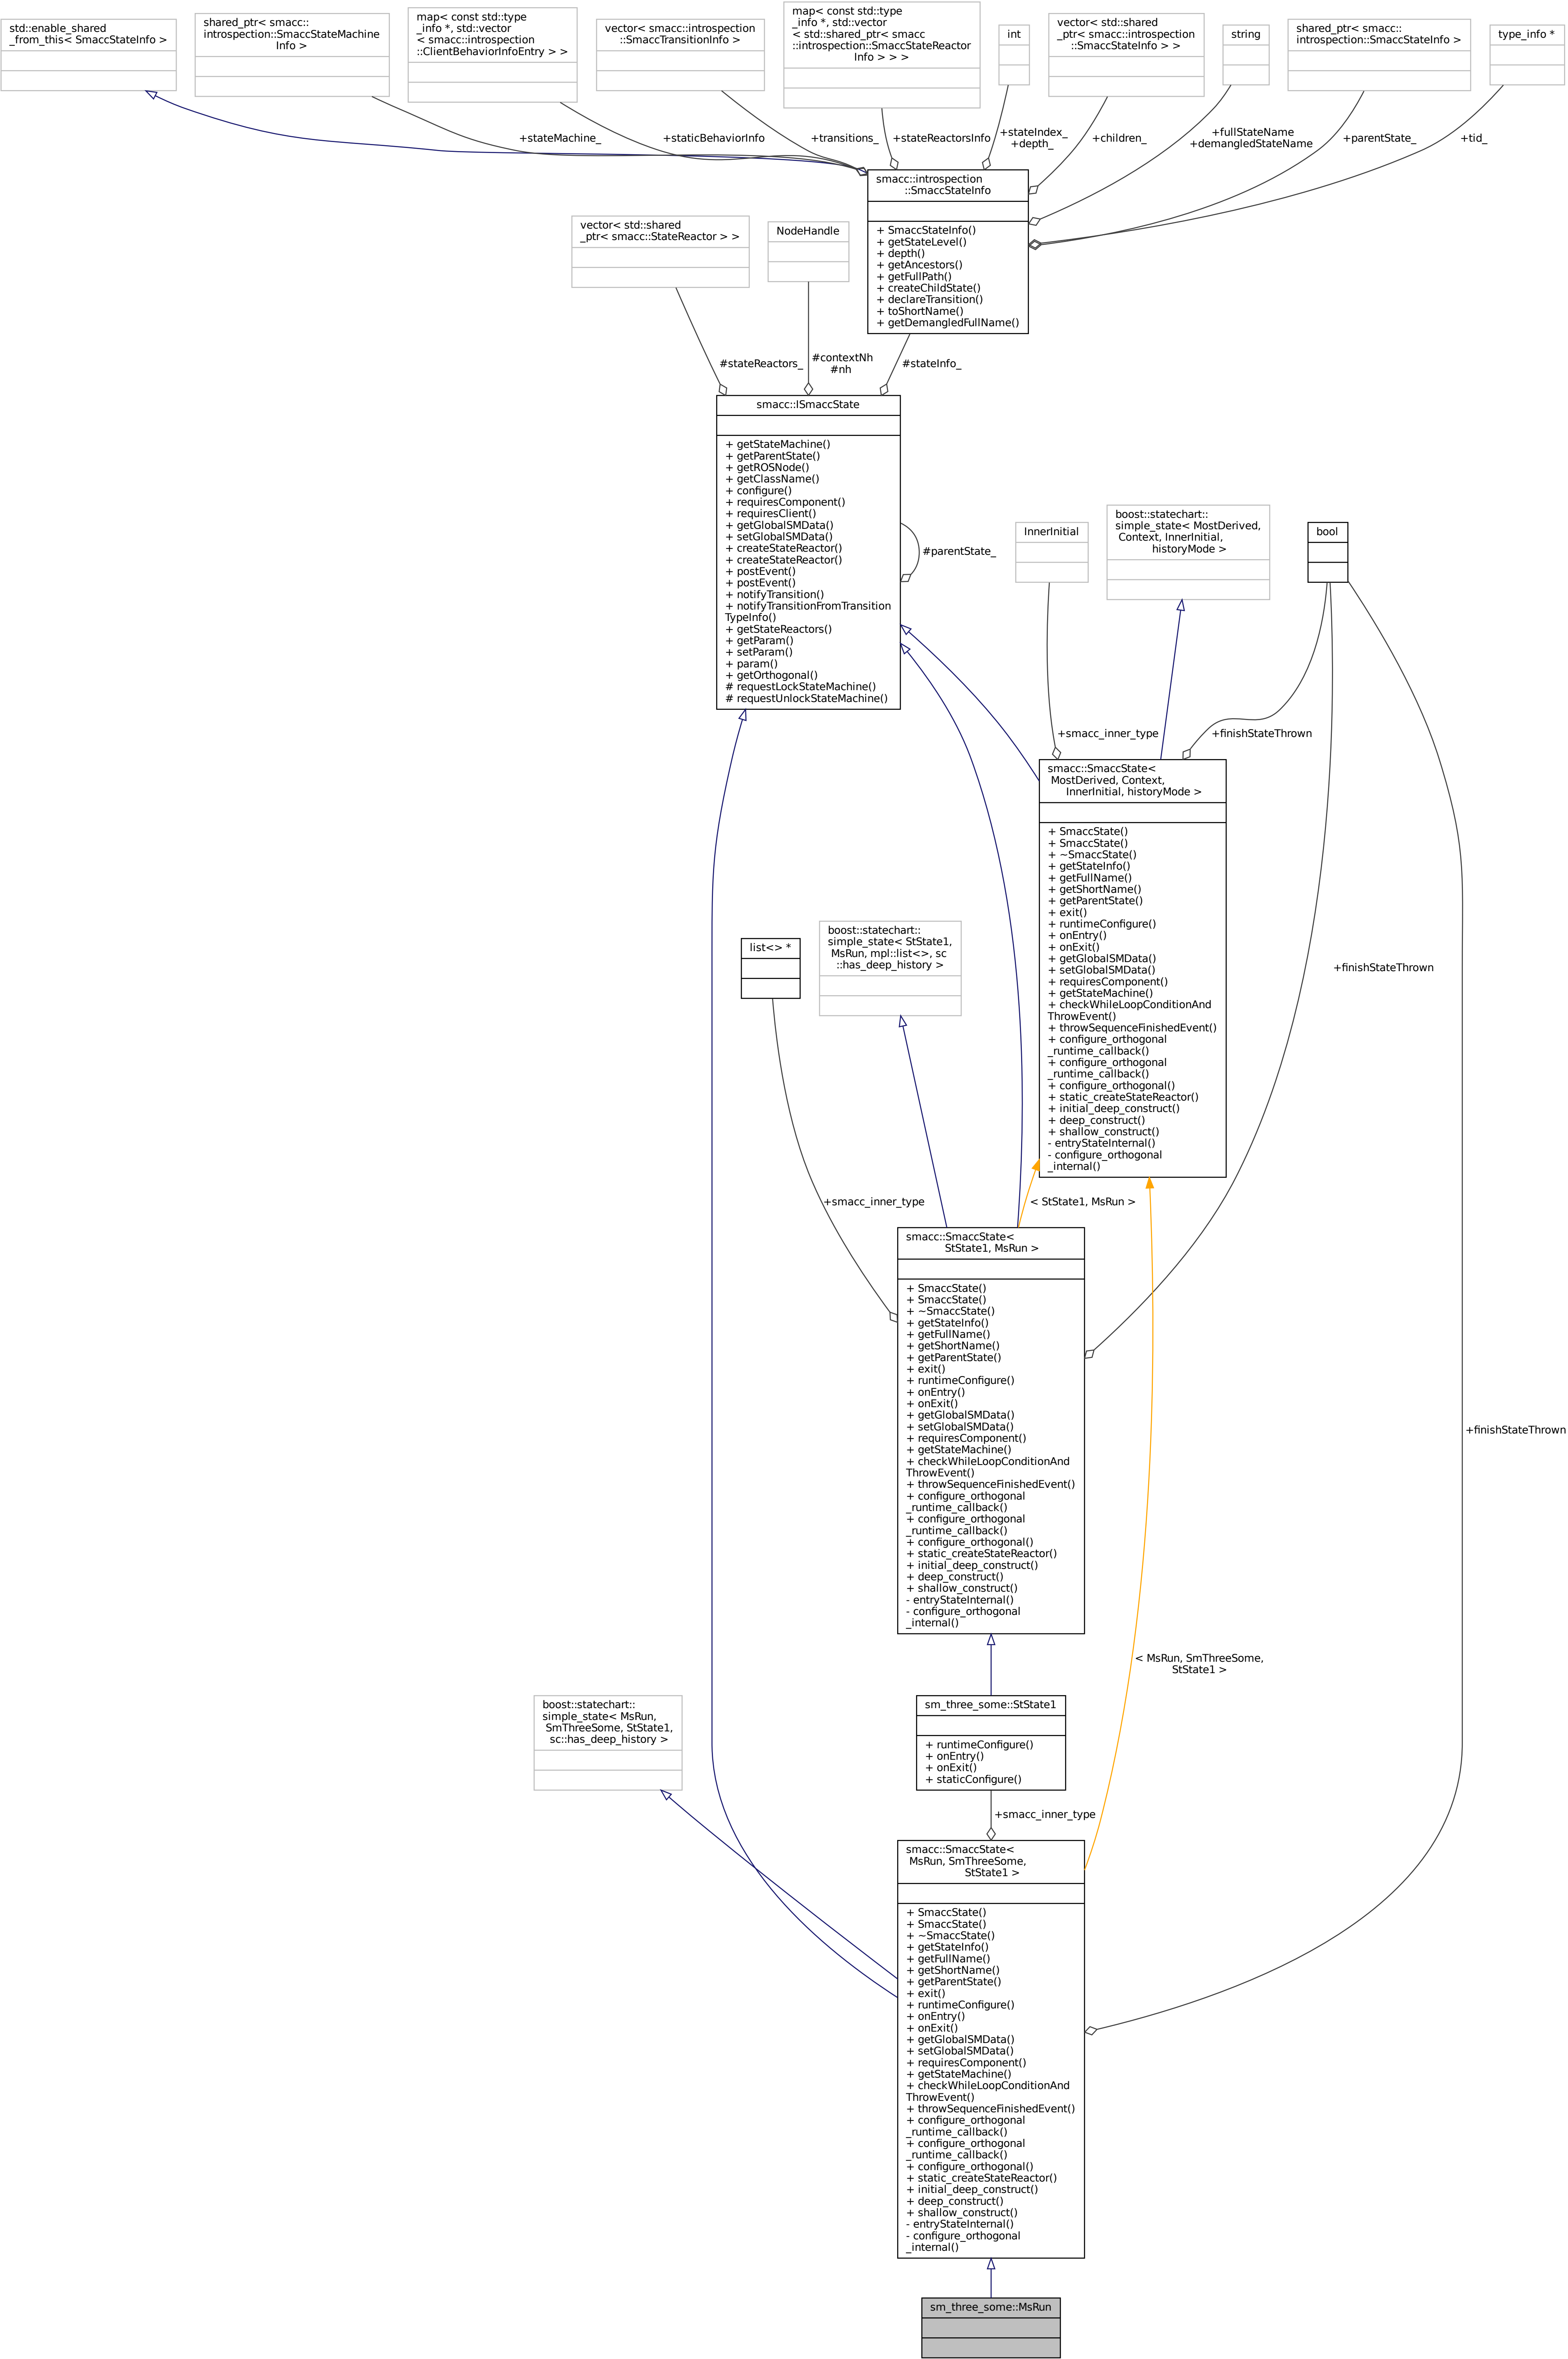 std::enable_shared
_from_this< SmaccStateInfo >
shared_ptr< smacc::
introspection::SmaccStateMachine
Info >
map< const std::type
_info *, std::vector
< smacc::introspection
::ClientBehaviorInfoEntry > >
vector< smacc::introspection
::SmaccTransitionInfo >
map< const std::type
_info *, std::vector
< std::shared_ptr< smacc
::introspection::SmaccStateReactor
Info > > >
int
vector< std::shared
_ptr< smacc::introspection
::SmaccStateInfo > >
string
shared_ptr< smacc::
introspection::SmaccStateInfo >
type_info *
+stateMachine_
+staticBehaviorInfo
+transitions_
+stateReactorsInfo
+stateIndex_
+depth_
+children_
+fullStateName
+demangledStateName
+parentState_
+tid_
smacc::introspection
::SmaccStateInfo
+ SmaccStateInfo()
+ getStateLevel()
+ depth()
+ getAncestors()
+ getFullPath()
+ createChildState()
+ declareTransition()
+ toShortName()
+ getDemangledFullName()
vector< std::shared
_ptr< smacc::StateReactor > >
NodeHandle
#stateReactors_
#contextNh
#nh
#stateInfo_
smacc::ISmaccState
+ getStateMachine()
+ getParentState()
+ getROSNode()
+ getClassName()
+ configure()
+ requiresComponent()
+ requiresClient()
+ getGlobalSMData()
+ setGlobalSMData()
+ createStateReactor()
+ createStateReactor()
+ postEvent()
+ postEvent()
+ notifyTransition()
+ notifyTransitionFromTransition
TypeInfo()
+ getStateReactors()
+ getParam()
+ setParam()
+ param()
+ getOrthogonal()
# requestLockStateMachine()
# requestUnlockStateMachine()
#parentState_
InnerInitial
boost::statechart::
simple_state< MostDerived,
Context, InnerInitial,
historyMode >
bool
+smacc_inner_type
+finishStateThrown
smacc::SmaccState<
MostDerived, Context,
InnerInitial, historyMode >
+ SmaccState()
+ SmaccState()
+ ~SmaccState()
+ getStateInfo()
+ getFullName()
+ getShortName()
+ getParentState()
+ exit()
+ runtimeConfigure()
+ onEntry()
+ onExit()
+ getGlobalSMData()
+ setGlobalSMData()
+ requiresComponent()
+ getStateMachine()
+ checkWhileLoopConditionAnd
ThrowEvent()
+ throwSequenceFinishedEvent()
+ configure_orthogonal
_runtime_callback()
+ configure_orthogonal
_runtime_callback()
+ configure_orthogonal()
+ static_createStateReactor()
+ initial_deep_construct()
+ deep_construct()
+ shallow_construct()
- entryStateInternal()
- configure_orthogonal
_internal()
list<> *
boost::statechart::
simple_state< StState1,
MsRun, mpl::list<>, sc
::has_deep_history >
+finishStateThrown
+smacc_inner_type
< StState1, MsRun >
smacc::SmaccState<
StState1, MsRun >
+ SmaccState()
+ SmaccState()
+ ~SmaccState()
+ getStateInfo()
+ getFullName()
+ getShortName()
+ getParentState()
+ exit()
+ runtimeConfigure()
+ onEntry()
+ onExit()
+ getGlobalSMData()
+ setGlobalSMData()
+ requiresComponent()
+ getStateMachine()
+ checkWhileLoopConditionAnd
ThrowEvent()
+ throwSequenceFinishedEvent()
+ configure_orthogonal
_runtime_callback()
+ configure_orthogonal
_runtime_callback()
+ configure_orthogonal()
+ static_createStateReactor()
+ initial_deep_construct()
+ deep_construct()
+ shallow_construct()
- entryStateInternal()
- configure_orthogonal
_internal()
+finishStateThrown
< MsRun, SmThreeSome,
StState1 >
boost::statechart::
simple_state< MsRun,
SmThreeSome, StState1,
sc::has_deep_history >
sm_three_some::StState1
+ runtimeConfigure()
+ onEntry()
+ onExit()
+ staticConfigure()
+smacc_inner_type
smacc::SmaccState<
MsRun, SmThreeSome,
StState1 >
+ SmaccState()
+ SmaccState()
+ ~SmaccState()
+ getStateInfo()
+ getFullName()
+ getShortName()
+ getParentState()
+ exit()
+ runtimeConfigure()
+ onEntry()
+ onExit()
+ getGlobalSMData()
+ setGlobalSMData()
+ requiresComponent()
+ getStateMachine()
+ checkWhileLoopConditionAnd
ThrowEvent()
+ throwSequenceFinishedEvent()
+ configure_orthogonal
_runtime_callback()
+ configure_orthogonal
_runtime_callback()
+ configure_orthogonal()
+ static_createStateReactor()
+ initial_deep_construct()
+ deep_construct()
+ shallow_construct()
- entryStateInternal()
- configure_orthogonal
_internal()
sm_three_some::MsRun